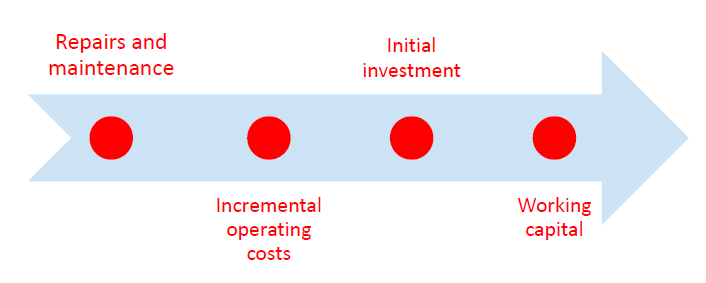 Repairs and
maintenance
Incremental
operating
costs
Initial
investment
Working
capital